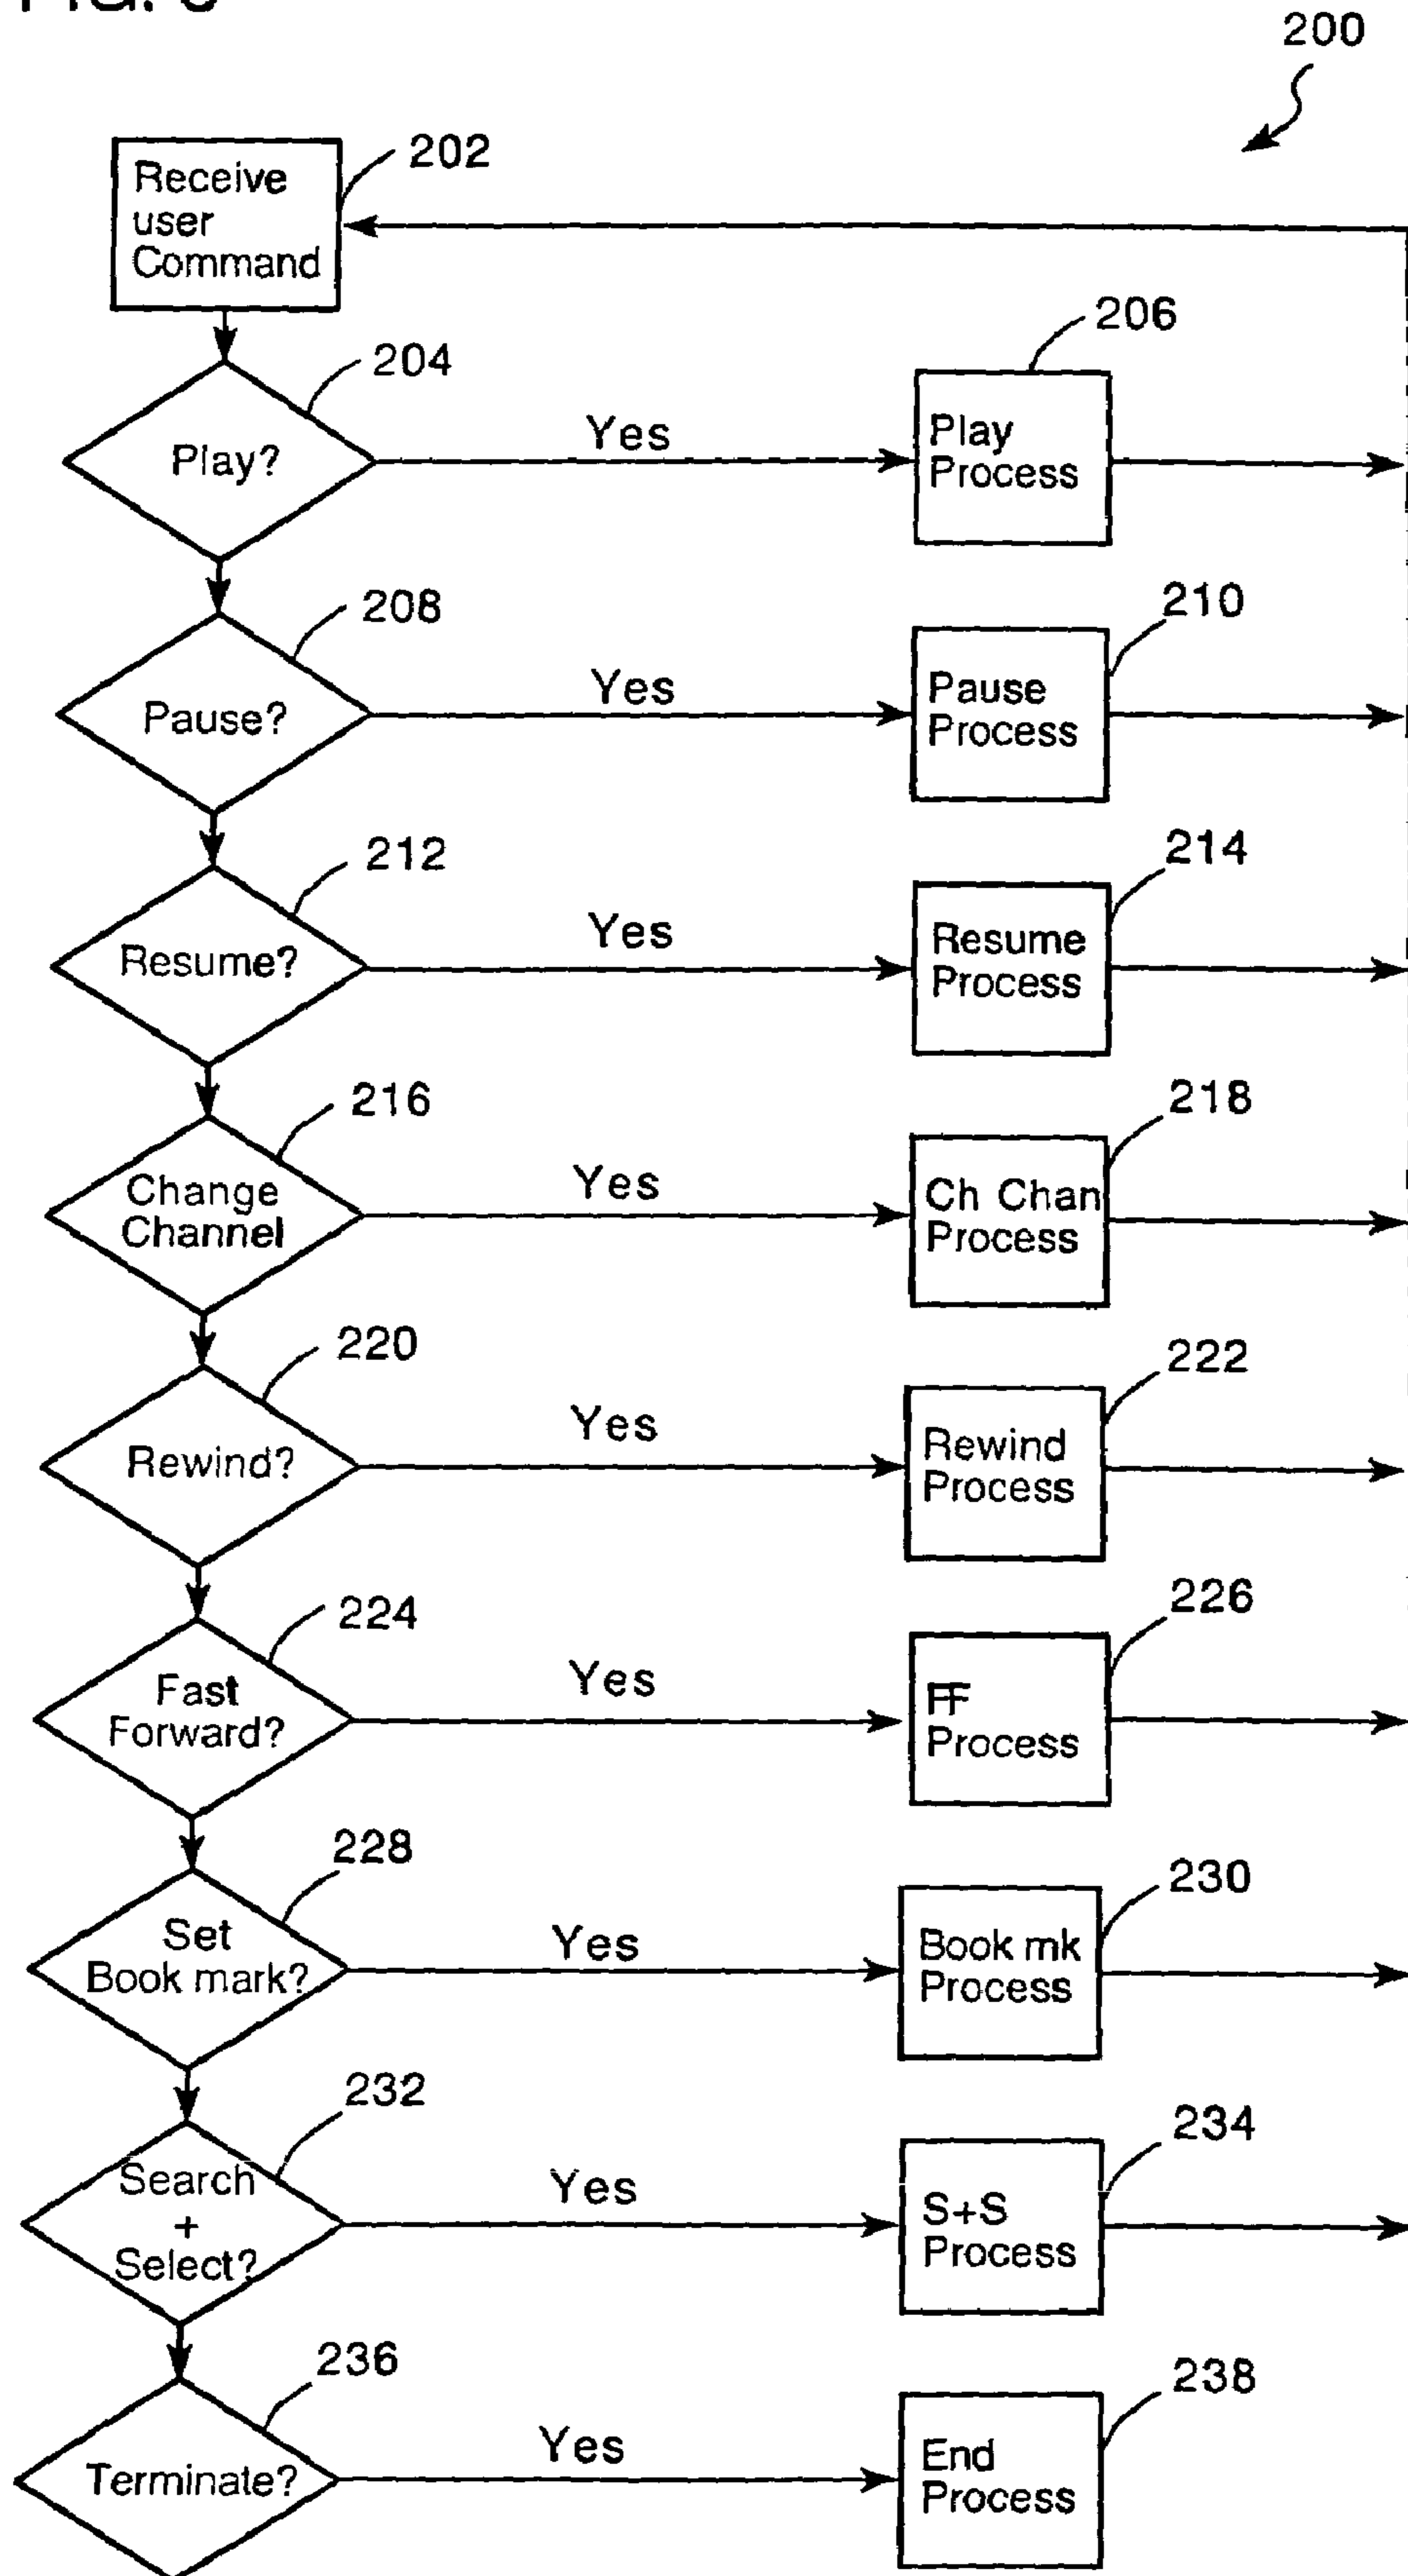 200
202
Receive
user
Command
204
206
Play?
Yes
Play
Process
208
210
Pause?
Yes
Pause
Process
212
214
Resume?
Yes
Resume
Process
216
218
Change
Channel
Yes
Ch Chan
Process
220
222
Rewind?
Yes
Rewind
Process
224
226
Fast
Forward?
Yes
FF
Process
228
230
Set
Book mark?
Yes
Book mk
Process
232
234
Search
+
Select?
Yes
S+S
Process
236
238
Terminate?
Yes
End
Process